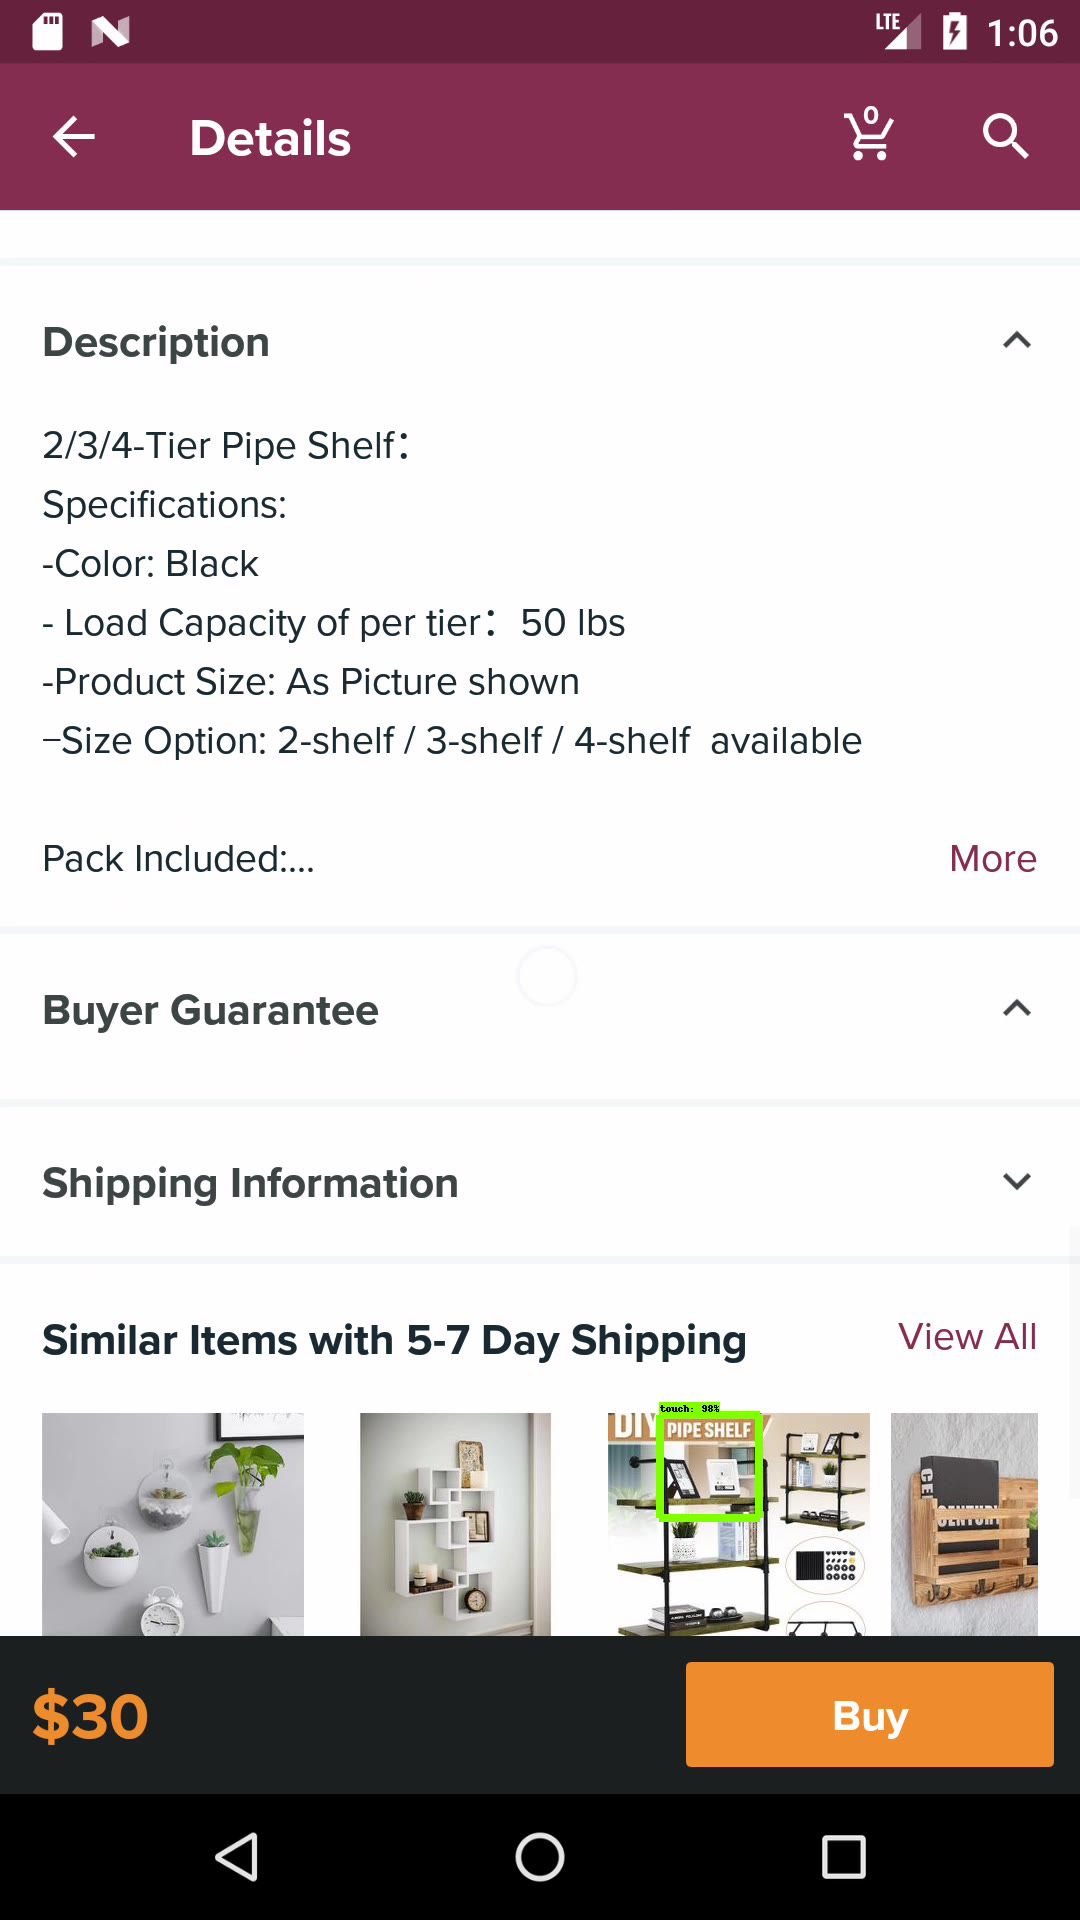 LTE 1:06
Details
0
Description
2/3/4-Tier Pipe Shelf：
Specifications:
-Color: Black
- Load Capacity of per tier：50 lbs
-Product Size: As Picture shown
–Size Option: 2-shelf / 3-shelf / 4-shelf  available
Pack Included:...
More
Buyer Guarantee
Shipping Information
Similar Items with 5-7 Day Shipping
View All
touch: 98%
DIY PIPE SHELF
CENTURY
$30
Buy